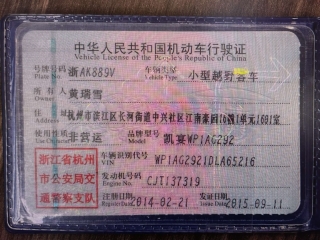 中华人民共和国机动车行驶证
Vehicle License of the People's Republic of China
号牌号码 浙AK889V 车辆类型 小型越野客车
Plate No. Vehicle Type
所有人 黄瑞雪
Owner
住址 杭州市滨江区长河街道中兴社区江南豪园16幢1单元1601室
Address
使用性质 非营运 品牌型号 凯宴WP1AG292
Use Character Model
浙江省杭州市公安局交通警察支队
车辆识别代号 WP1AG2921DLA65216
VIN
发动机号码 CJT137319
Engine No.
注册日期 2014-02-21 发证日期 2015-09-11
Register Date Issue Date